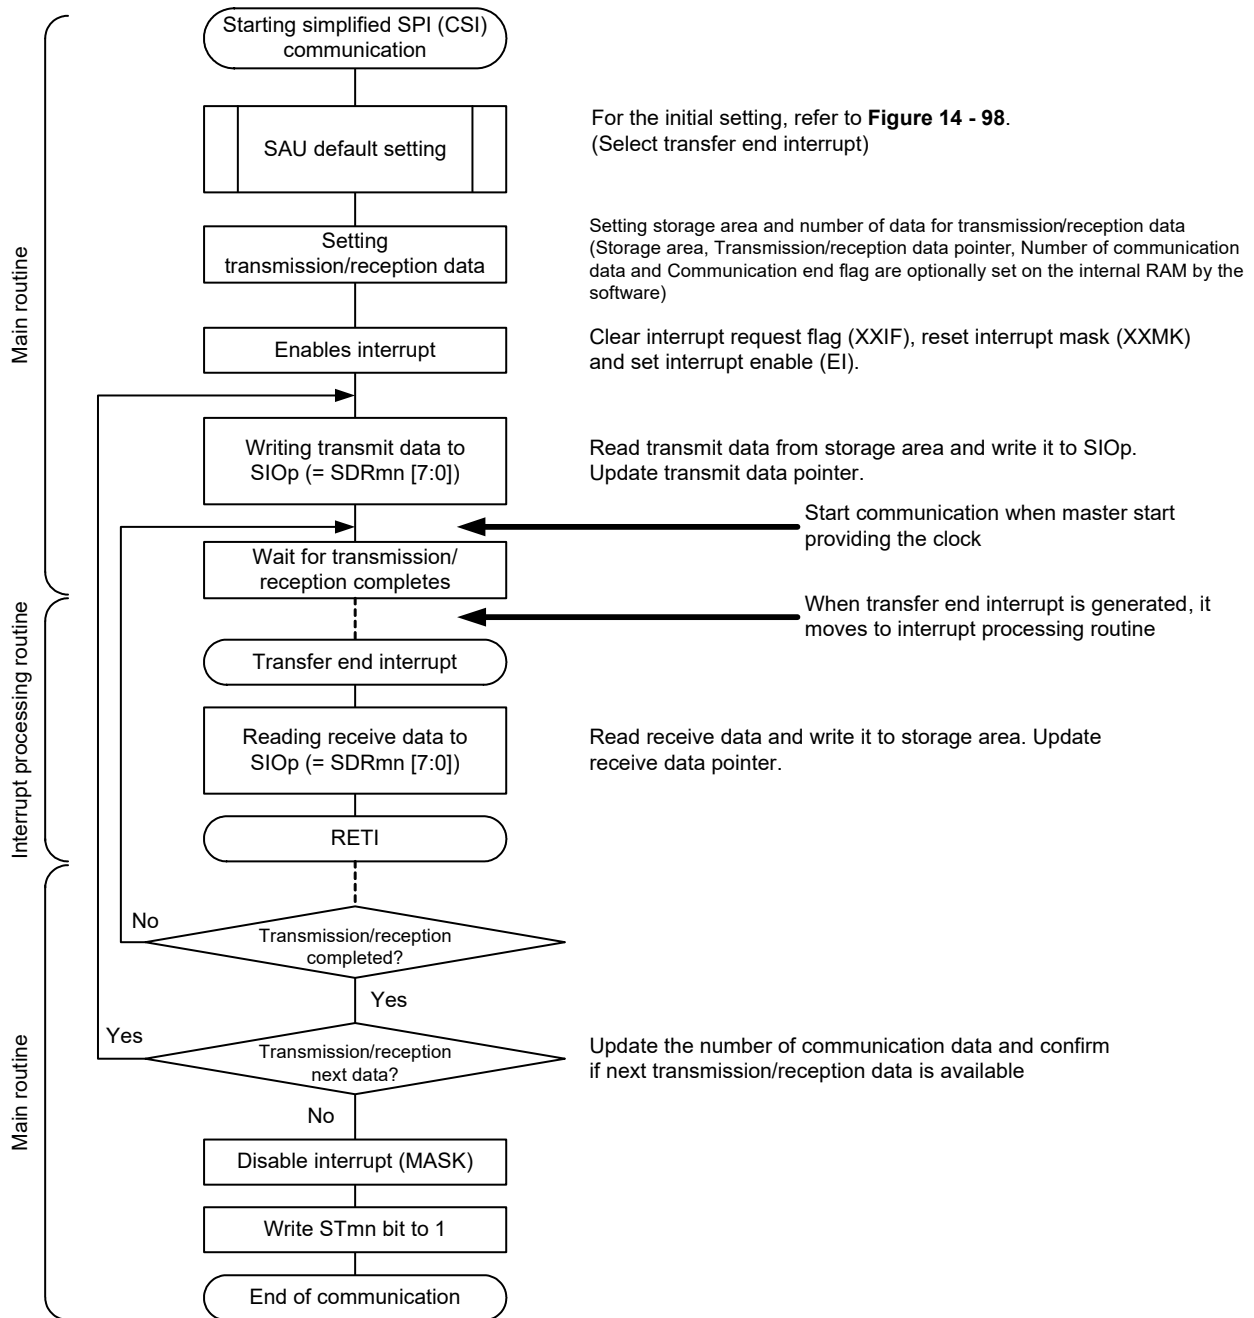 Starting simplified SPI (CSI)
communication
SAU default setting
For the initial setting, refer to Figure 14 - 98.
(Select transfer end interrupt)
Setting
transmission/reception data
Setting storage area and number of data for transmission/reception data
(Storage area, Transmission/reception data pointer, Number of communication
data and Communication end flag are optionally set on the internal RAM by the
software)
Main routine
Enables interrupt
Clear interrupt request flag (XXIF), reset interrupt mask (XXMK)
and set interrupt enable (EI).
Writing transmit data to
SIOp (= SDRmn [7:0])
Read transmit data from storage area and write it to SIOp.
Update transmit data pointer.
Start communication when master start
providing the clock
Wait for transmission/
reception completes
When transfer end interrupt is generated, it
moves to interrupt processing routine
Interrupt processing routine
Transfer end interrupt
Reading receive data to
SIOp (= SDRmn [7:0])
Read receive data and write it to storage area. Update
receive data pointer.
RETI
No
Transmission/reception
completed?
Yes
Main routine
Yes
Transmission/reception
next data?
Update the number of communication data and confirm
if next transmission/reception data is available
No
Disable interrupt (MASK)
Write STmn bit to 1
End of communication